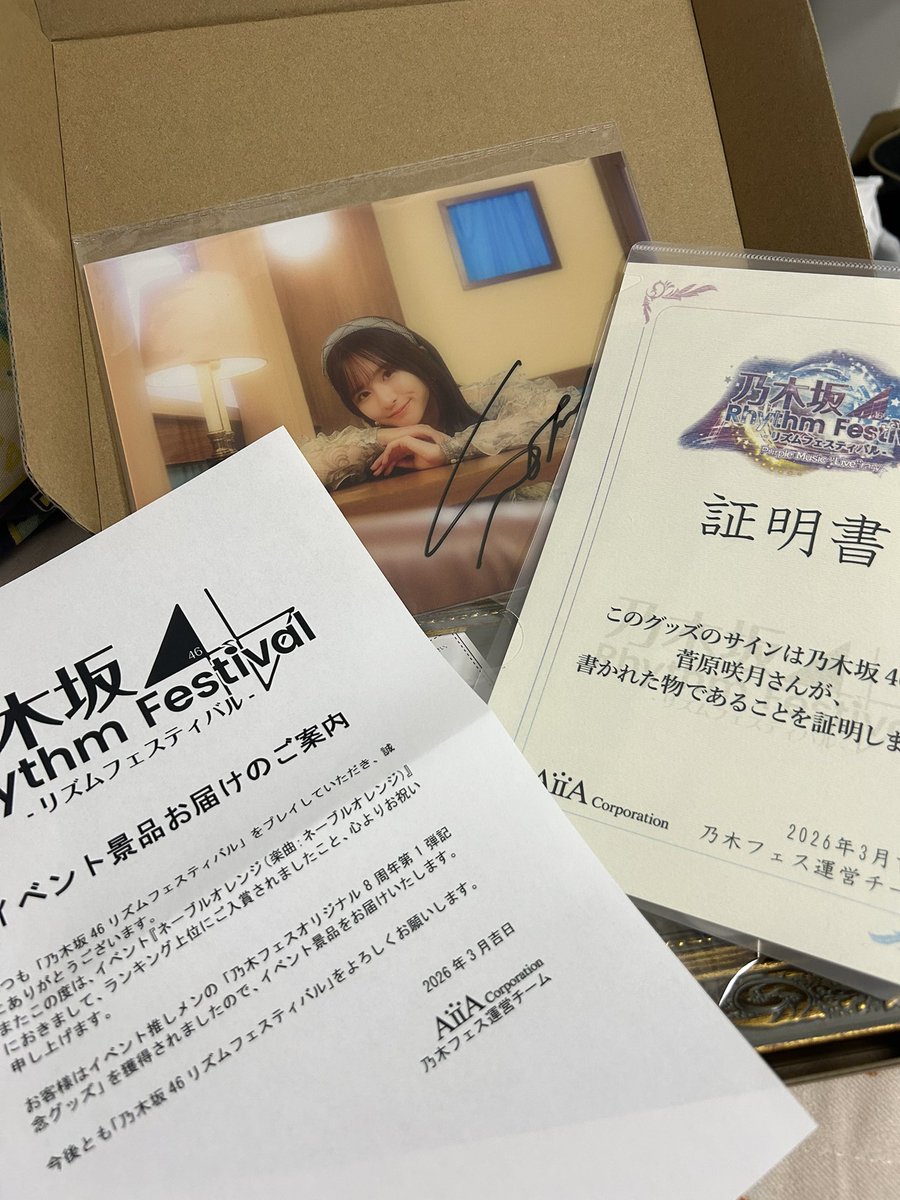 木坂
46
Rhythm Festival
-リズムフェスティバル-
イベント景品お届けのご案内
つも「乃木坂46リズムフェスティバル」をプレイしていただき、誠
ありがとうございます。
またこの度は、イベント『ネーブルオレンジ(楽曲:ネーブルオレンジ)』
におきまして、ランキング上位にご入賞されましたこと、心よりお祝い
申し上げます。
お客様はイベント推しメンの「乃木フェスオリジナル8周年第1弾記
念グッズ」を獲得されましたので、イベント景品をお届けいたします。
今後とも「乃木坂46リズムフェスティバル」をよろしくお願いします。
2026年3月吉日
AiiA Corporation
乃木フェス運営チーム
乃木坂
Rhythm Festiv
-リズムフェスティバル-
証明書
このグッズのサインは乃木坂46
菅原咲月さんが、
書かれた物であることを証明しま
AiiA Corporation
2026年3月
乃木フェス運営チー